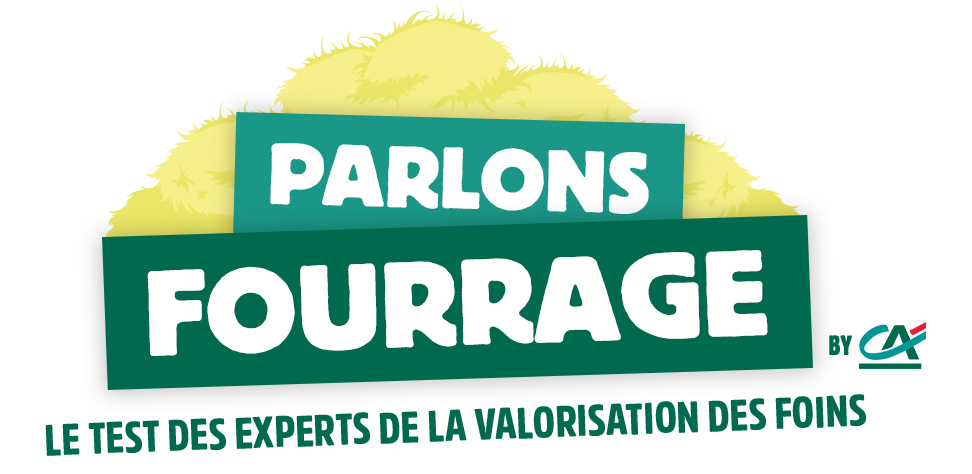 PARLONS
FOURRAGE
BY CA
LE TEST DES EXPERTS DE LA VALORISATION DES FOINS